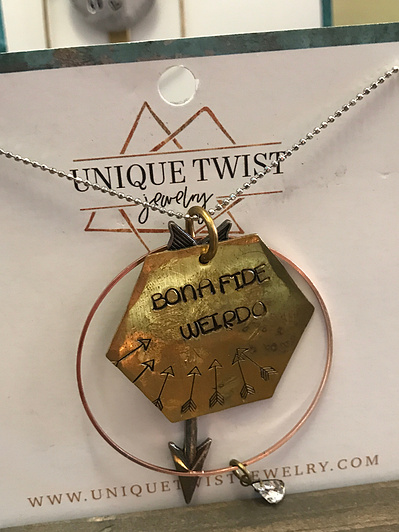 UNIQUE TWIST
jewelry
BONA FIDE
WEIRDO
WWW.UNIQUETWISTJEWELRY.COM